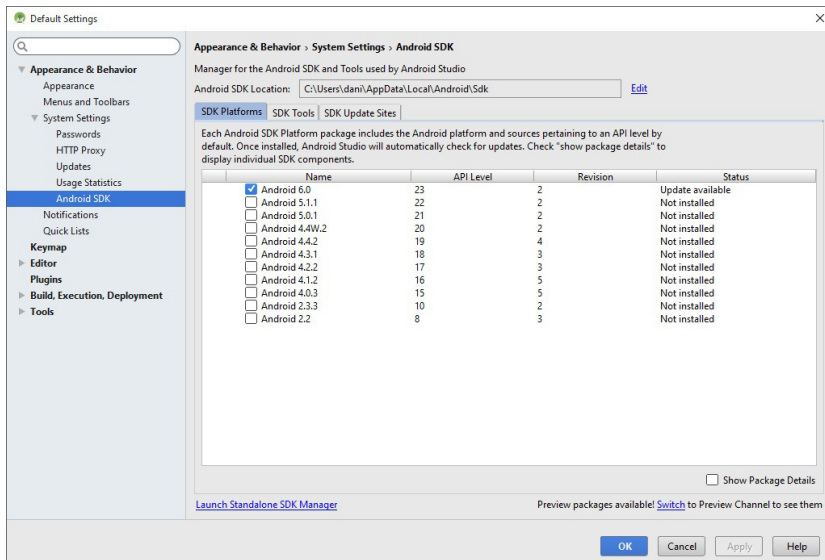 Default Settings
Appearance & Behavior
Appearance
Menus and Toolbars
System Settings
Passwords
HTTP Proxy
Updates
Usage Statistics
Android SDK
Notifications
Quick Lists
Keymap
Editor
Plugins
Build, Execution, Deployment
Tools
Appearance & Behavior › System Settings › Android SDK
Manager for the Android SDK and Tools used by Android Studio
Android SDK Location: C:\Users\dani\AppData\Local\Android\Sdk Edit
SDK Platforms SDK Tools SDK Update Sites
Each Android SDK Platform package includes the Android platform and sources pertaining to an API level by
default. Once installed, Android Studio will automatically check for updates. Check "show package details" to
display individual SDK components.
Name API Level Revision Status
Android 6.0 23 2 Update available
Android 5.1.1 22 2 Not installed
Android 5.0.1 21 2 Not installed
Android 4.4W.2 20 2 Not installed
Android 4.4.2 19 4 Not installed
Android 4.3.1 18 3 Not installed
Android 4.2.2 17 3 Not installed
Android 4.1.2 16 5 Not installed
Android 4.0.3 15 5 Not installed
Android 2.3.3 10 2 Not installed
Android 2.2 8 3 Not installed
Show Package Details
Launch Standalone SDK Manager Preview packages available! Switch to Preview Channel to see them
OK Cancel Apply Help